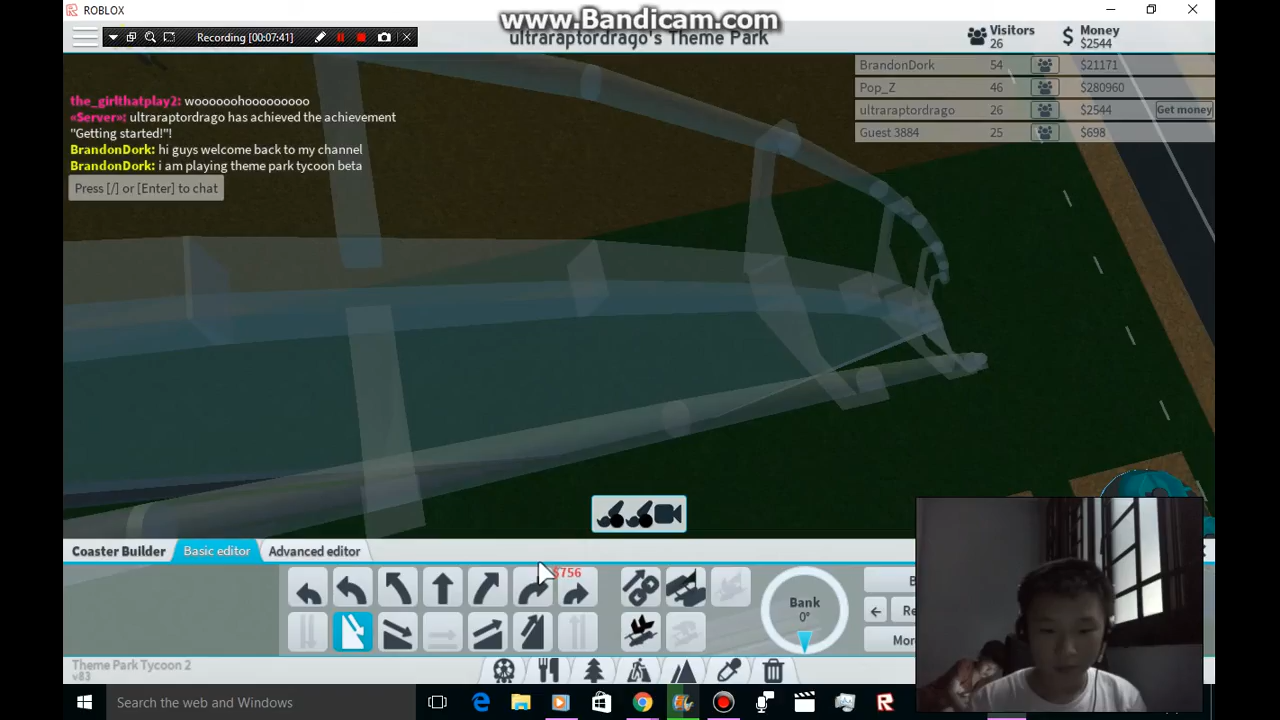 ROBLOX
www.Bandicam.com
Recording [00:07:41]
ultraraptordrago's Theme Park
Visitors
26
Money
$2544
BrandonDork 54 $21171
Pop_Z 46 $280960
ultraraptordrago 26 $2544 Get money
Guest 3884 25 $698
the_girlthatplay2: woooooohooooooooo
«Server»: ultraraptordrago has achieved the achievement
"Getting started!"!
BrandonDork: hi guys welcome back to my channel
BrandonDork: i am playing theme park tycoon beta
Press [/] or [Enter] to chat
Coaster Builder Basic editor Advanced editor
$756
Bank
0°
Theme Park Tycoon 2
v83
Search the web and Windows